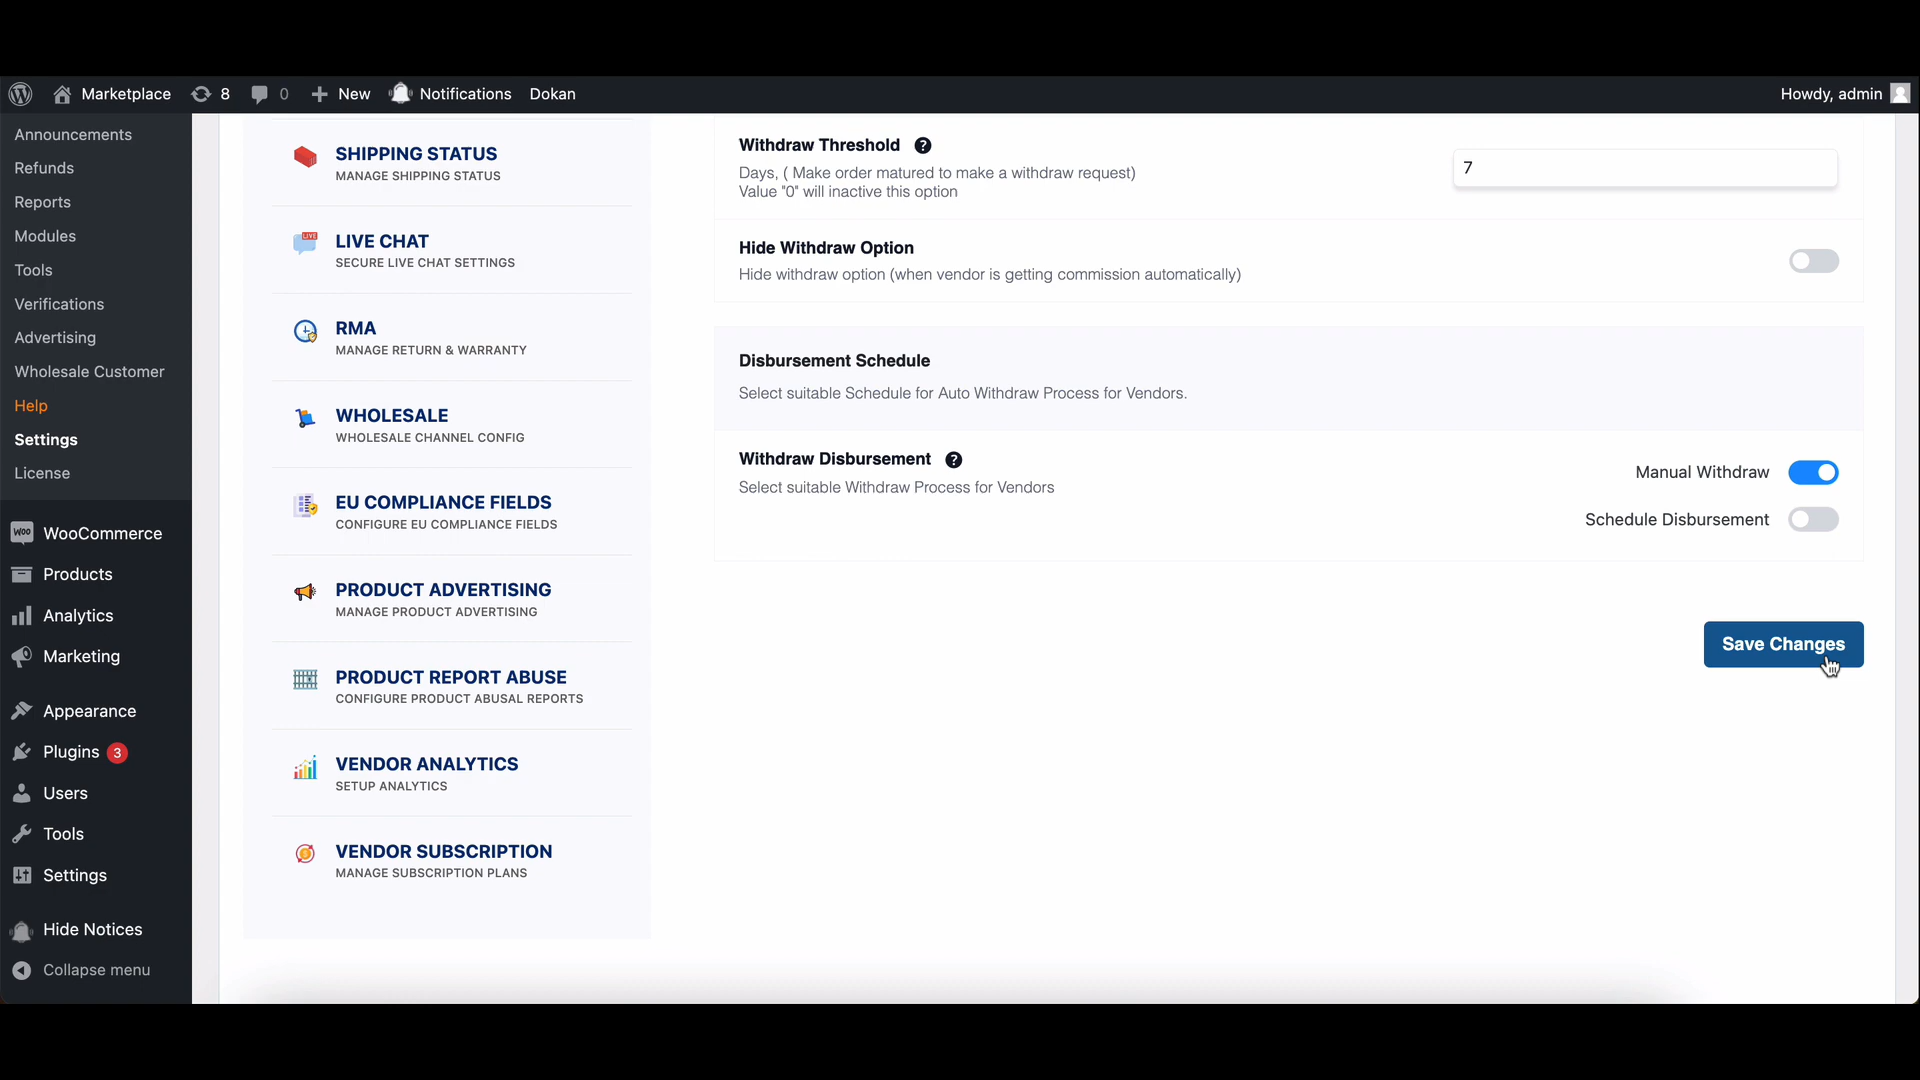 Marketplace
8
0
New
Notifications
Dokan
Howdy, admin
Announcements
Refunds
Reports
Modules
Tools
Verifications
Advertising
Wholesale Customer
Help
Settings
License
WOO
WooCommerce
Products
Analytics
Marketing
Appearance
Plugins 3
Users
Tools
Settings
Hide Notices
Collapse menu
SHIPPING STATUS
MANAGE SHIPPING STATUS
LIVE
LIVE CHAT
SECURE LIVE CHAT SETTINGS
RMA
MANAGE RETURN & WARRANTY
WHOLESALE
WHOLESALE CHANNEL CONFIG
EU COMPLIANCE FIELDS
CONFIGURE EU COMPLIANCE FIELDS
PRODUCT ADVERTISING
MANAGE PRODUCT ADVERTISING
PRODUCT REPORT ABUSE
CONFIGURE PRODUCT ABUSAL REPORTS
VENDOR ANALYTICS
SETUP ANALYTICS
VENDOR SUBSCRIPTION
MANAGE SUBSCRIPTION PLANS
Withdraw Threshold ?
Days, ( Make order matured to make a withdraw request)
Value "0" will inactive this option
7
Hide Withdraw Option
Hide withdraw option (when vendor is getting commission automatically)
Disbursement Schedule
Select suitable Schedule for Auto Withdraw Process for Vendors.
Withdraw Disbursement ?
Select suitable Withdraw Process for Vendors
Manual Withdraw
Schedule Disbursement
Save Changes